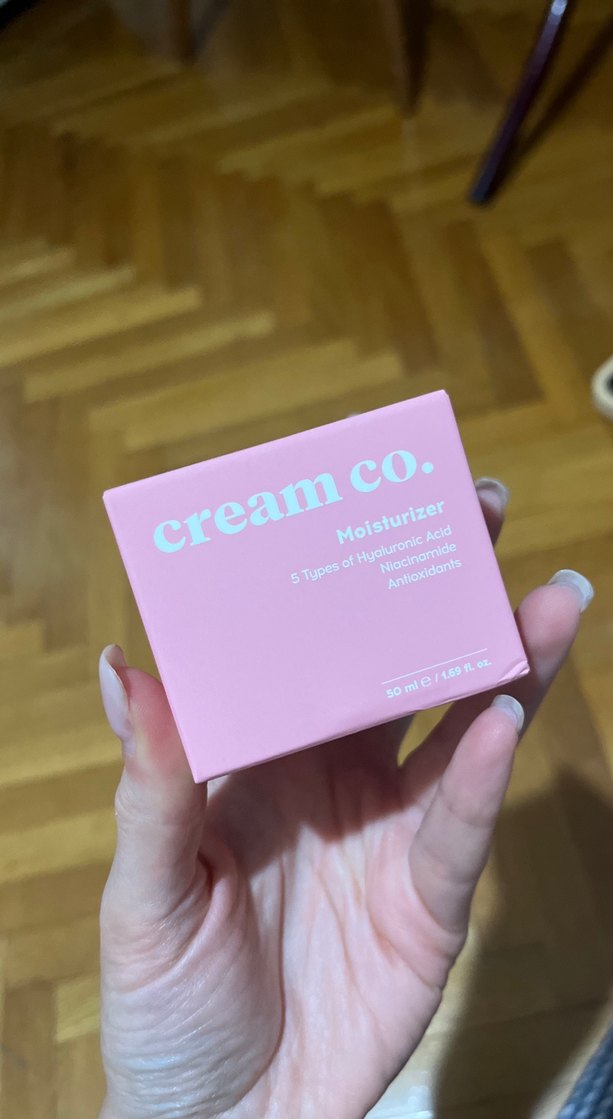 cream co.
Moisturizer
5 Types of Hyaluronic Acid
Niacinamide
Antioxidants
50 ml ℮ / 1.69 fl. oz.